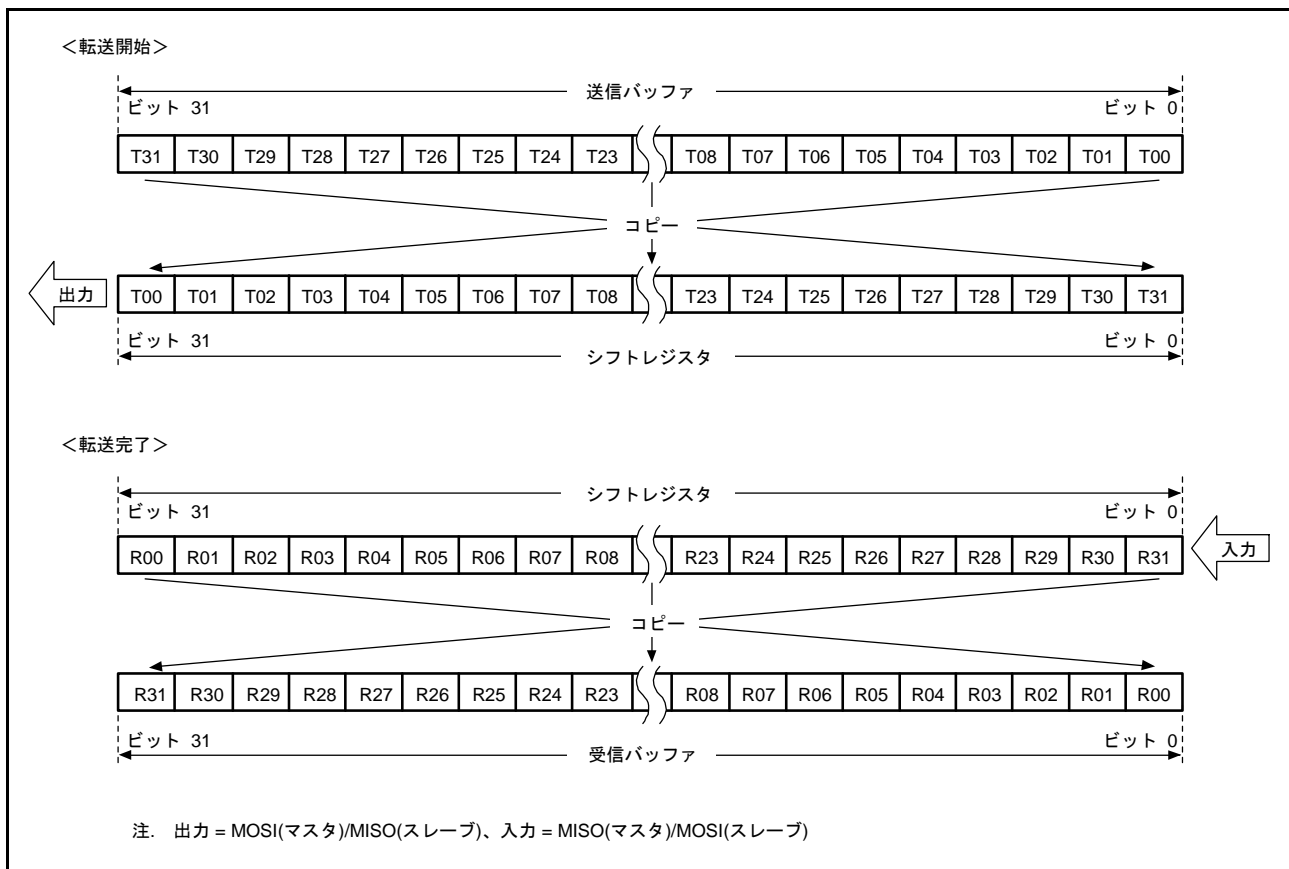 ＜転送開始＞
送信バッファ
ビット 31 ビット 0
T31 T30 T29 T28 T27 T26 T25 T24 T23 T08 T07 T06 T05 T04 T03 T02 T01 T00
コピー
出力 T00 T01 T02 T03 T04 T05 T06 T07 T08 T23 T24 T25 T26 T27 T28 T29 T30 T31
ビット 31 ビット 0
シフトレジスタ
＜転送完了＞
シフトレジスタ
ビット 31 ビット 0
R00 R01 R02 R03 R04 R05 R06 R07 R08 R23 R24 R25 R26 R27 R28 R29 R30 R31 入力
コピー
R31 R30 R29 R28 R27 R26 R25 R24 R23 R08 R07 R06 R05 R04 R03 R02 R01 R00
ビット 31 ビット 0
受信バッファ
注. 出力 = MOSI(マスタ)/MISO(スレーブ)、入力 = MISO(マスタ)/MOSI(スレーブ)